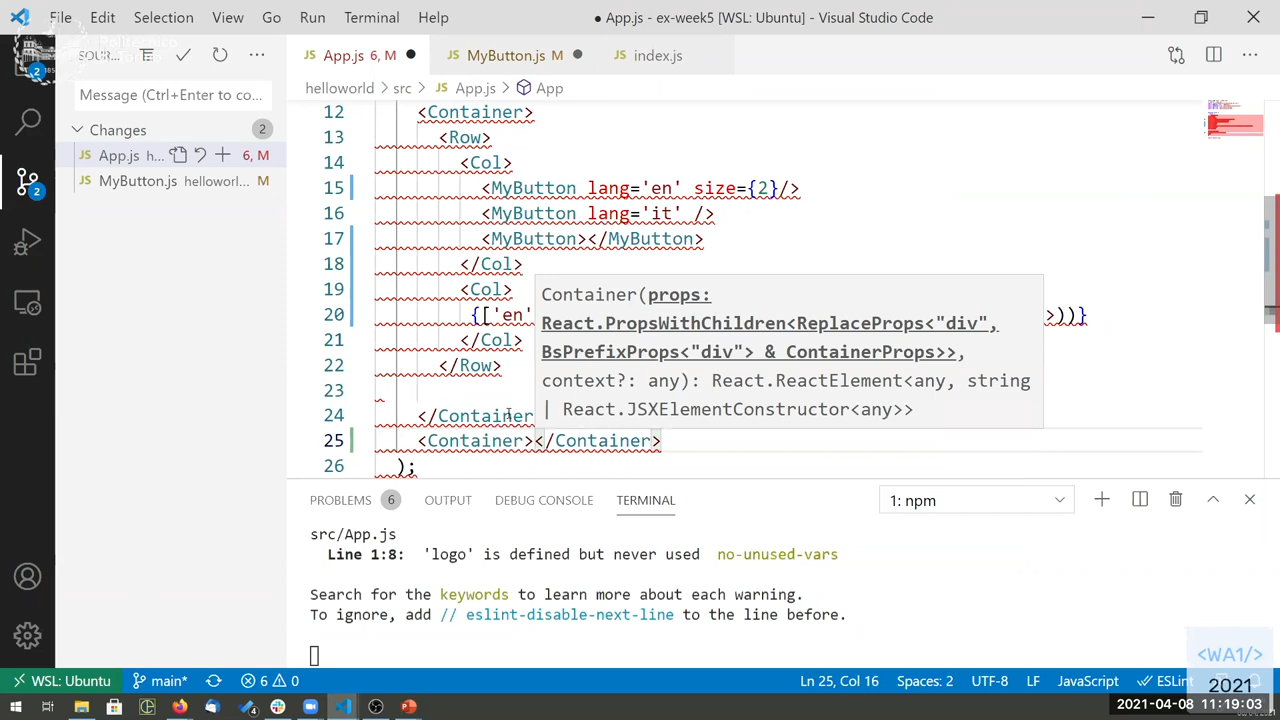 File Edit Selection View Go Run Terminal Help
● App.js - ex-week5 [WSL: Ubuntu] - Visual Studio Code
Politecnico
SOU...
JS App.js 6, M ●
JS MyButton.js M ●
JS index.js
2
Message (Ctrl+Enter to co...
helloworld > src > JS App.js > App
Changes 2
JS App.js h... 6, M
JS MyButton.js helloworl... M
2
12 <Container>
13 <Row>
14 <Col>
15 <MyButton lang='en' size={2}/>
16 <MyButton lang='it' />
17 <MyButton></MyButton>
18 </Col>
19 <Col>
20 {['en' >))}
21 </Col>
22 </Row>
23
24 </Container
25 <Container></Container>
26 );
Container(props:
React.PropsWithChildren<ReplaceProps<"div",
BsPrefixProps<"div"> & ContainerProps>>,
context?: any): React.ReactElement<any, string
| React.JSXElementConstructor<any>>
PROBLEMS 6 OUTPUT DEBUG CONSOLE TERMINAL
1: npm
src/App.js
Line 1:8: 'logo' is defined but never used no-unused-vars
Search for the keywords to learn more about each warning.
To ignore, add // eslint-disable-next-line to the line before.
<WA1/>
2021
WSL: Ubuntu main* 6 0
Ln 25, Col 16 Spaces: 2 UTF-8 LF JavaScript ESLint
2021-04-08 11:19:03